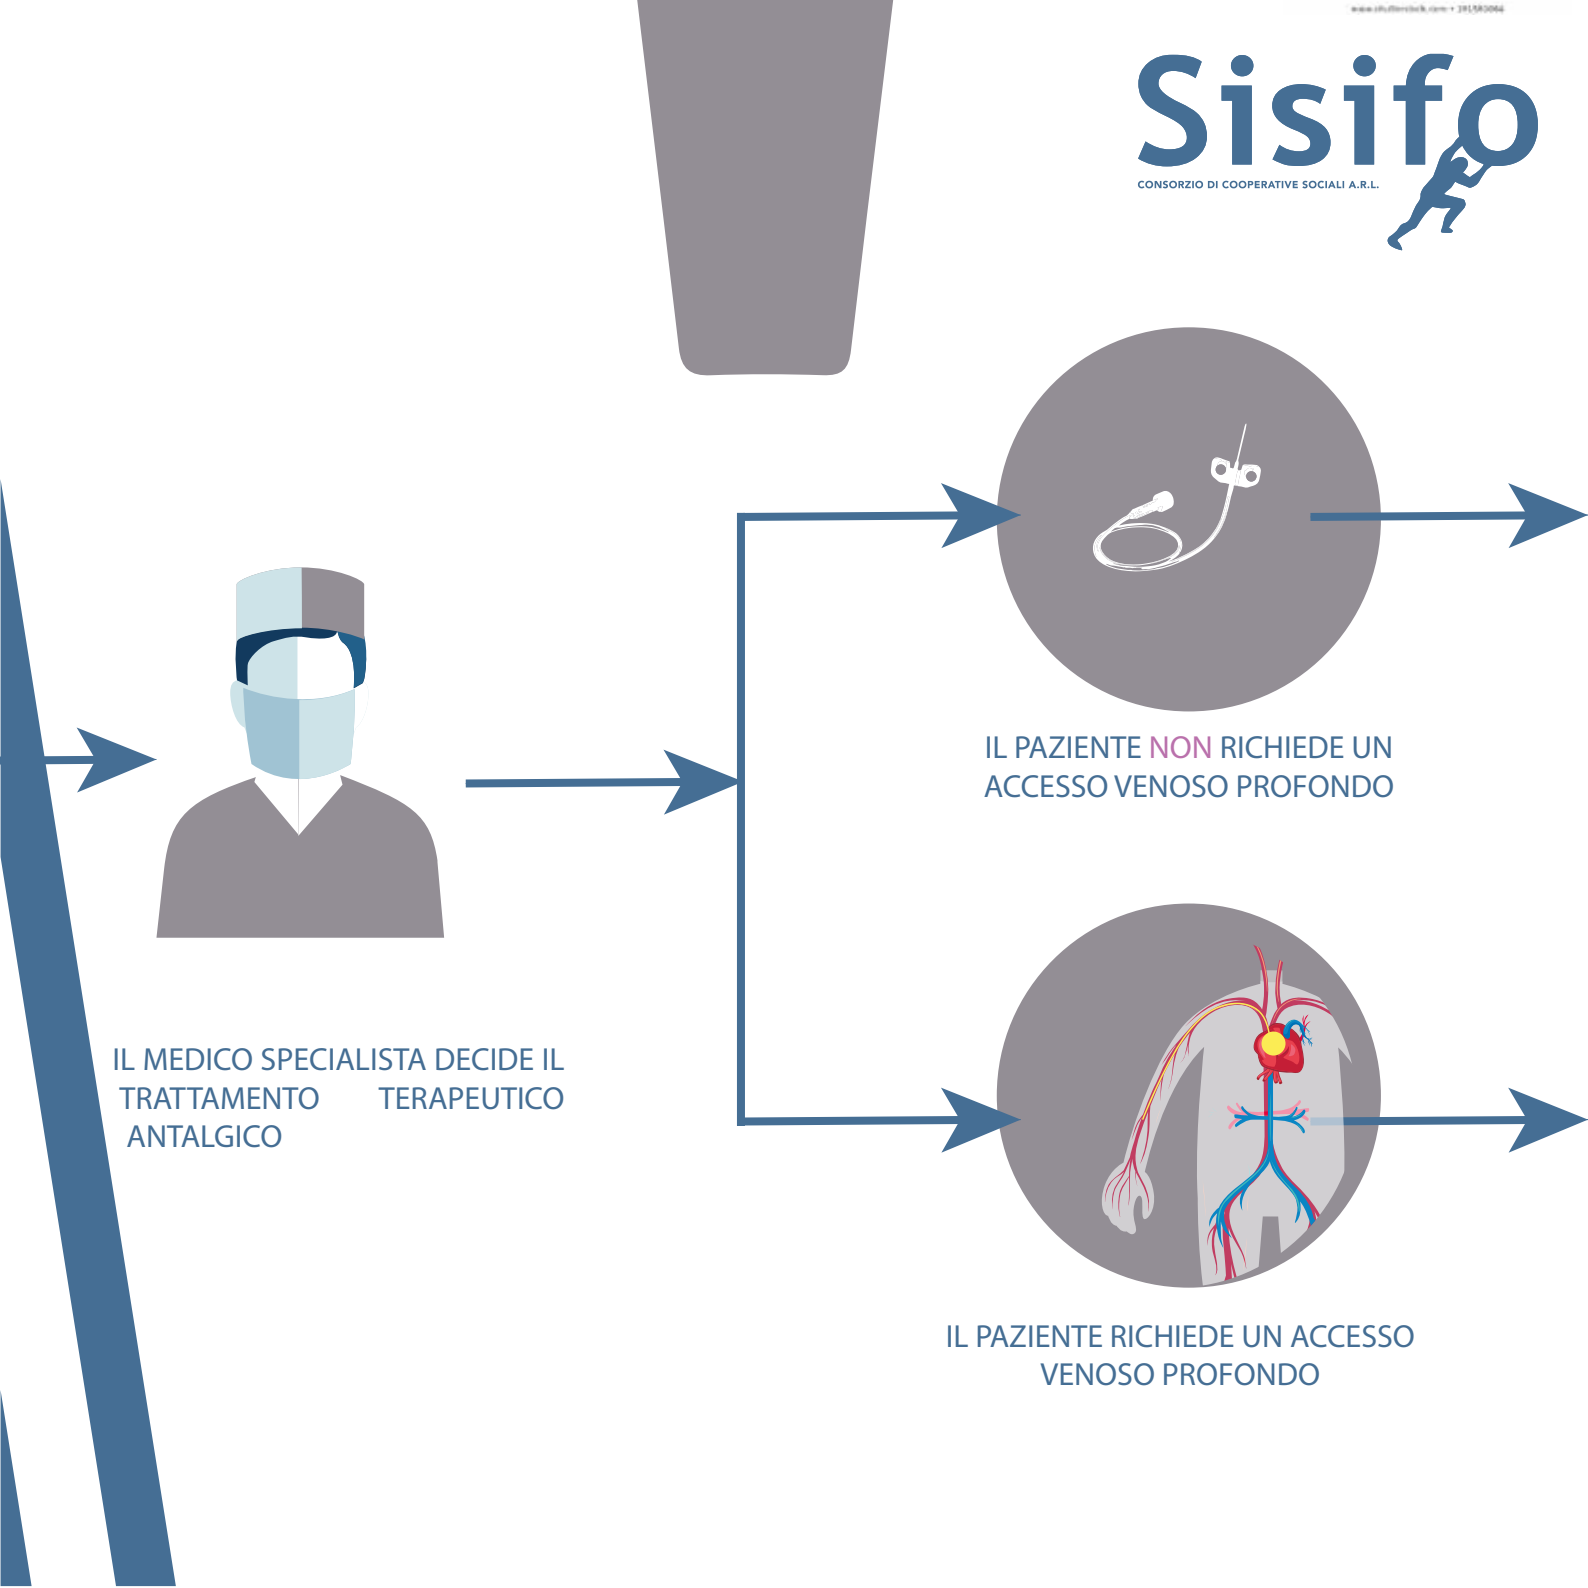 Sisifo
CONSORZIO DI COOPERATIVE SOCIALI A.R.L.
IL PAZIENTE NON RICHIEDE UN
ACCESSO VENOSO PROFONDO
IL MEDICO SPECIALISTA DECIDE IL
TRATTAMENTO TERAPEUTICO
ANTALGICO
IL PAZIENTE RICHIEDE UN ACCESSO
VENOSO PROFONDO